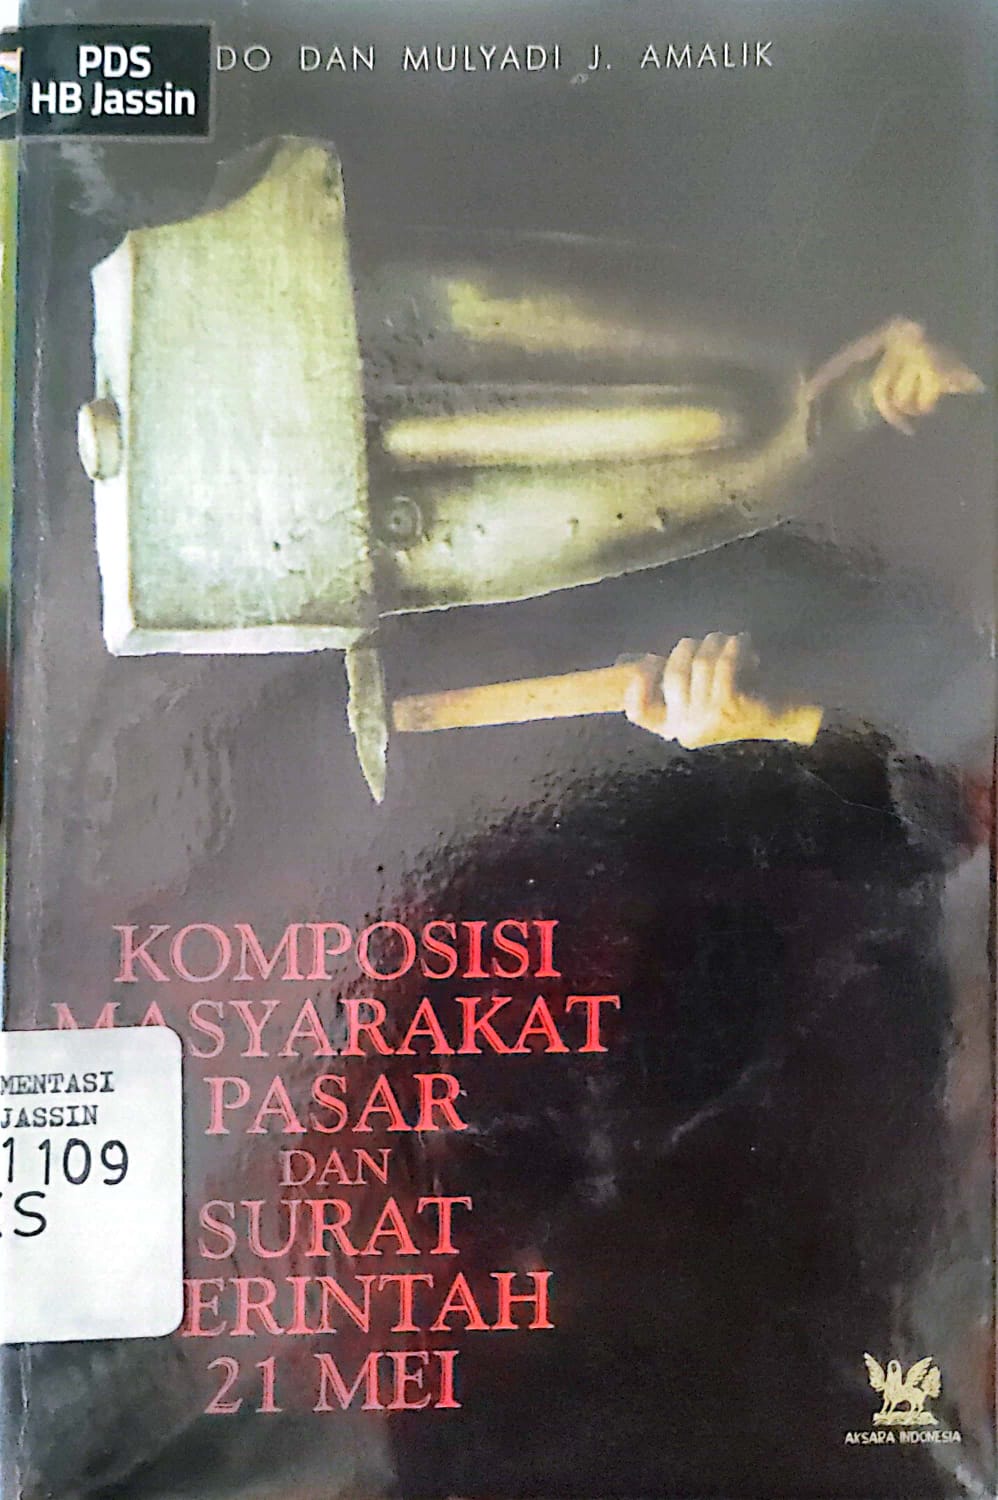 PDS
HB Jassin
DO DAN MULYADI J. AMALIK
KOMPOSISI
MASYARAKAT
PASAR
DAN
SURAT
ERINTAH
21 MEI
MENTASI
JASSIN
1109
S
AKSARA INDONESIA